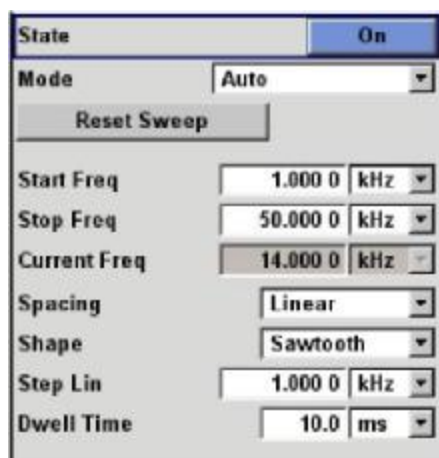 State On
Mode Auto
Reset Sweep
Start Freq 1.000 0 kHz
Stop Freq 50.000 0 kHz
Current Freq 14.000 0 kHz
Spacing Linear
Shape Sawtooth
Step Lin 1.000 0 kHz
Dwell Time 10.0 ms